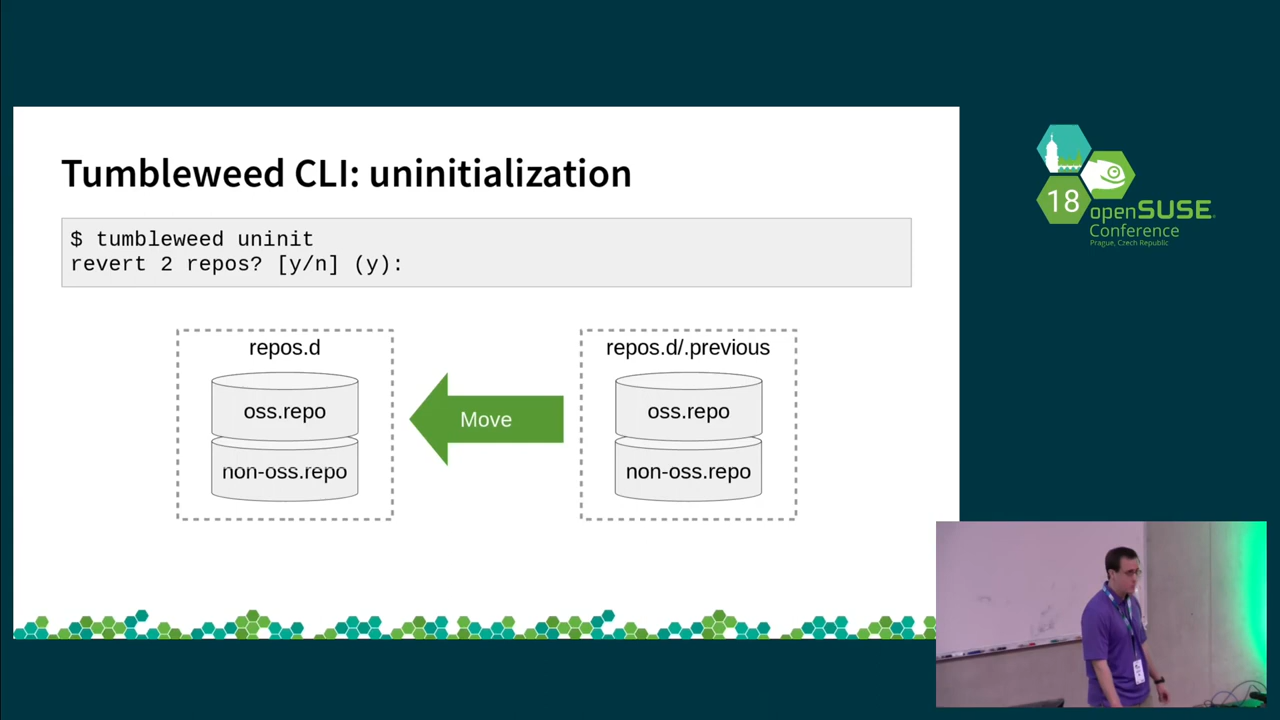 Tumbleweed CLI: uninitialization
$ tumbleweed uninit
revert 2 repos? [y/n] (y):
repos.d
oss.repo
non-oss.repo
Move
repos.d/.previous
oss.repo
non-oss.repo
18
openSUSE
Conference
Prague, Czech Republic